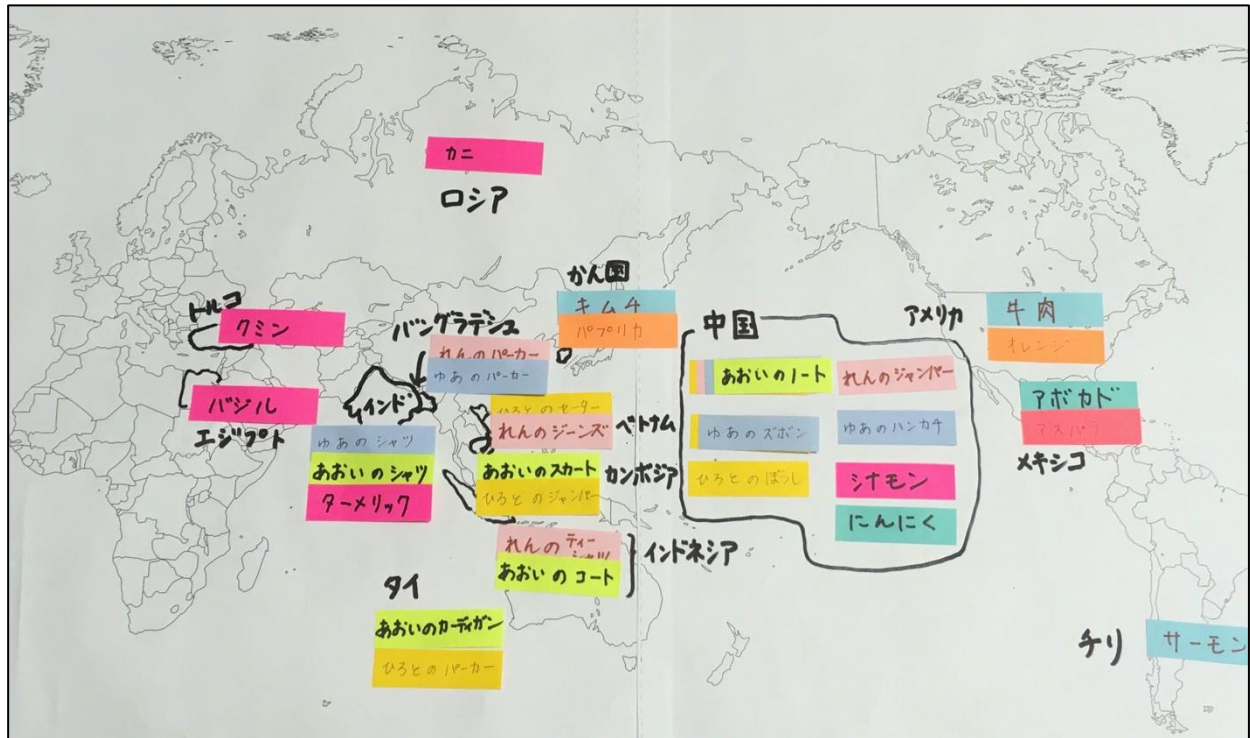 カニ
ロシア
かん国
キムチ
パプリカ
トルコ
クミン
バジル
エジプト
バングラデシュ
れんのパーカー
ゆあのパーカー
インド
ゆあのシャツ
あおいのシャツ
ターメリック
ひろとのセーター
れんのジーンズ
ベトナム
あおいのスカート
カンボジア
ひろとのジャンパー
れんのティー
シャツ
あおいのコート
インドネシア
タイ
あおいのカーディガン
ひろとのパーカー
中国
あおいのノート
れんのジャンパー
ゆあのズボン
ゆあのハンカチ
ひろとのぼうし
シナモン
にんにく
アメリカ
牛肉
オレンジ
アボカド
アスパラ
メキシコ
チリ
サーモン